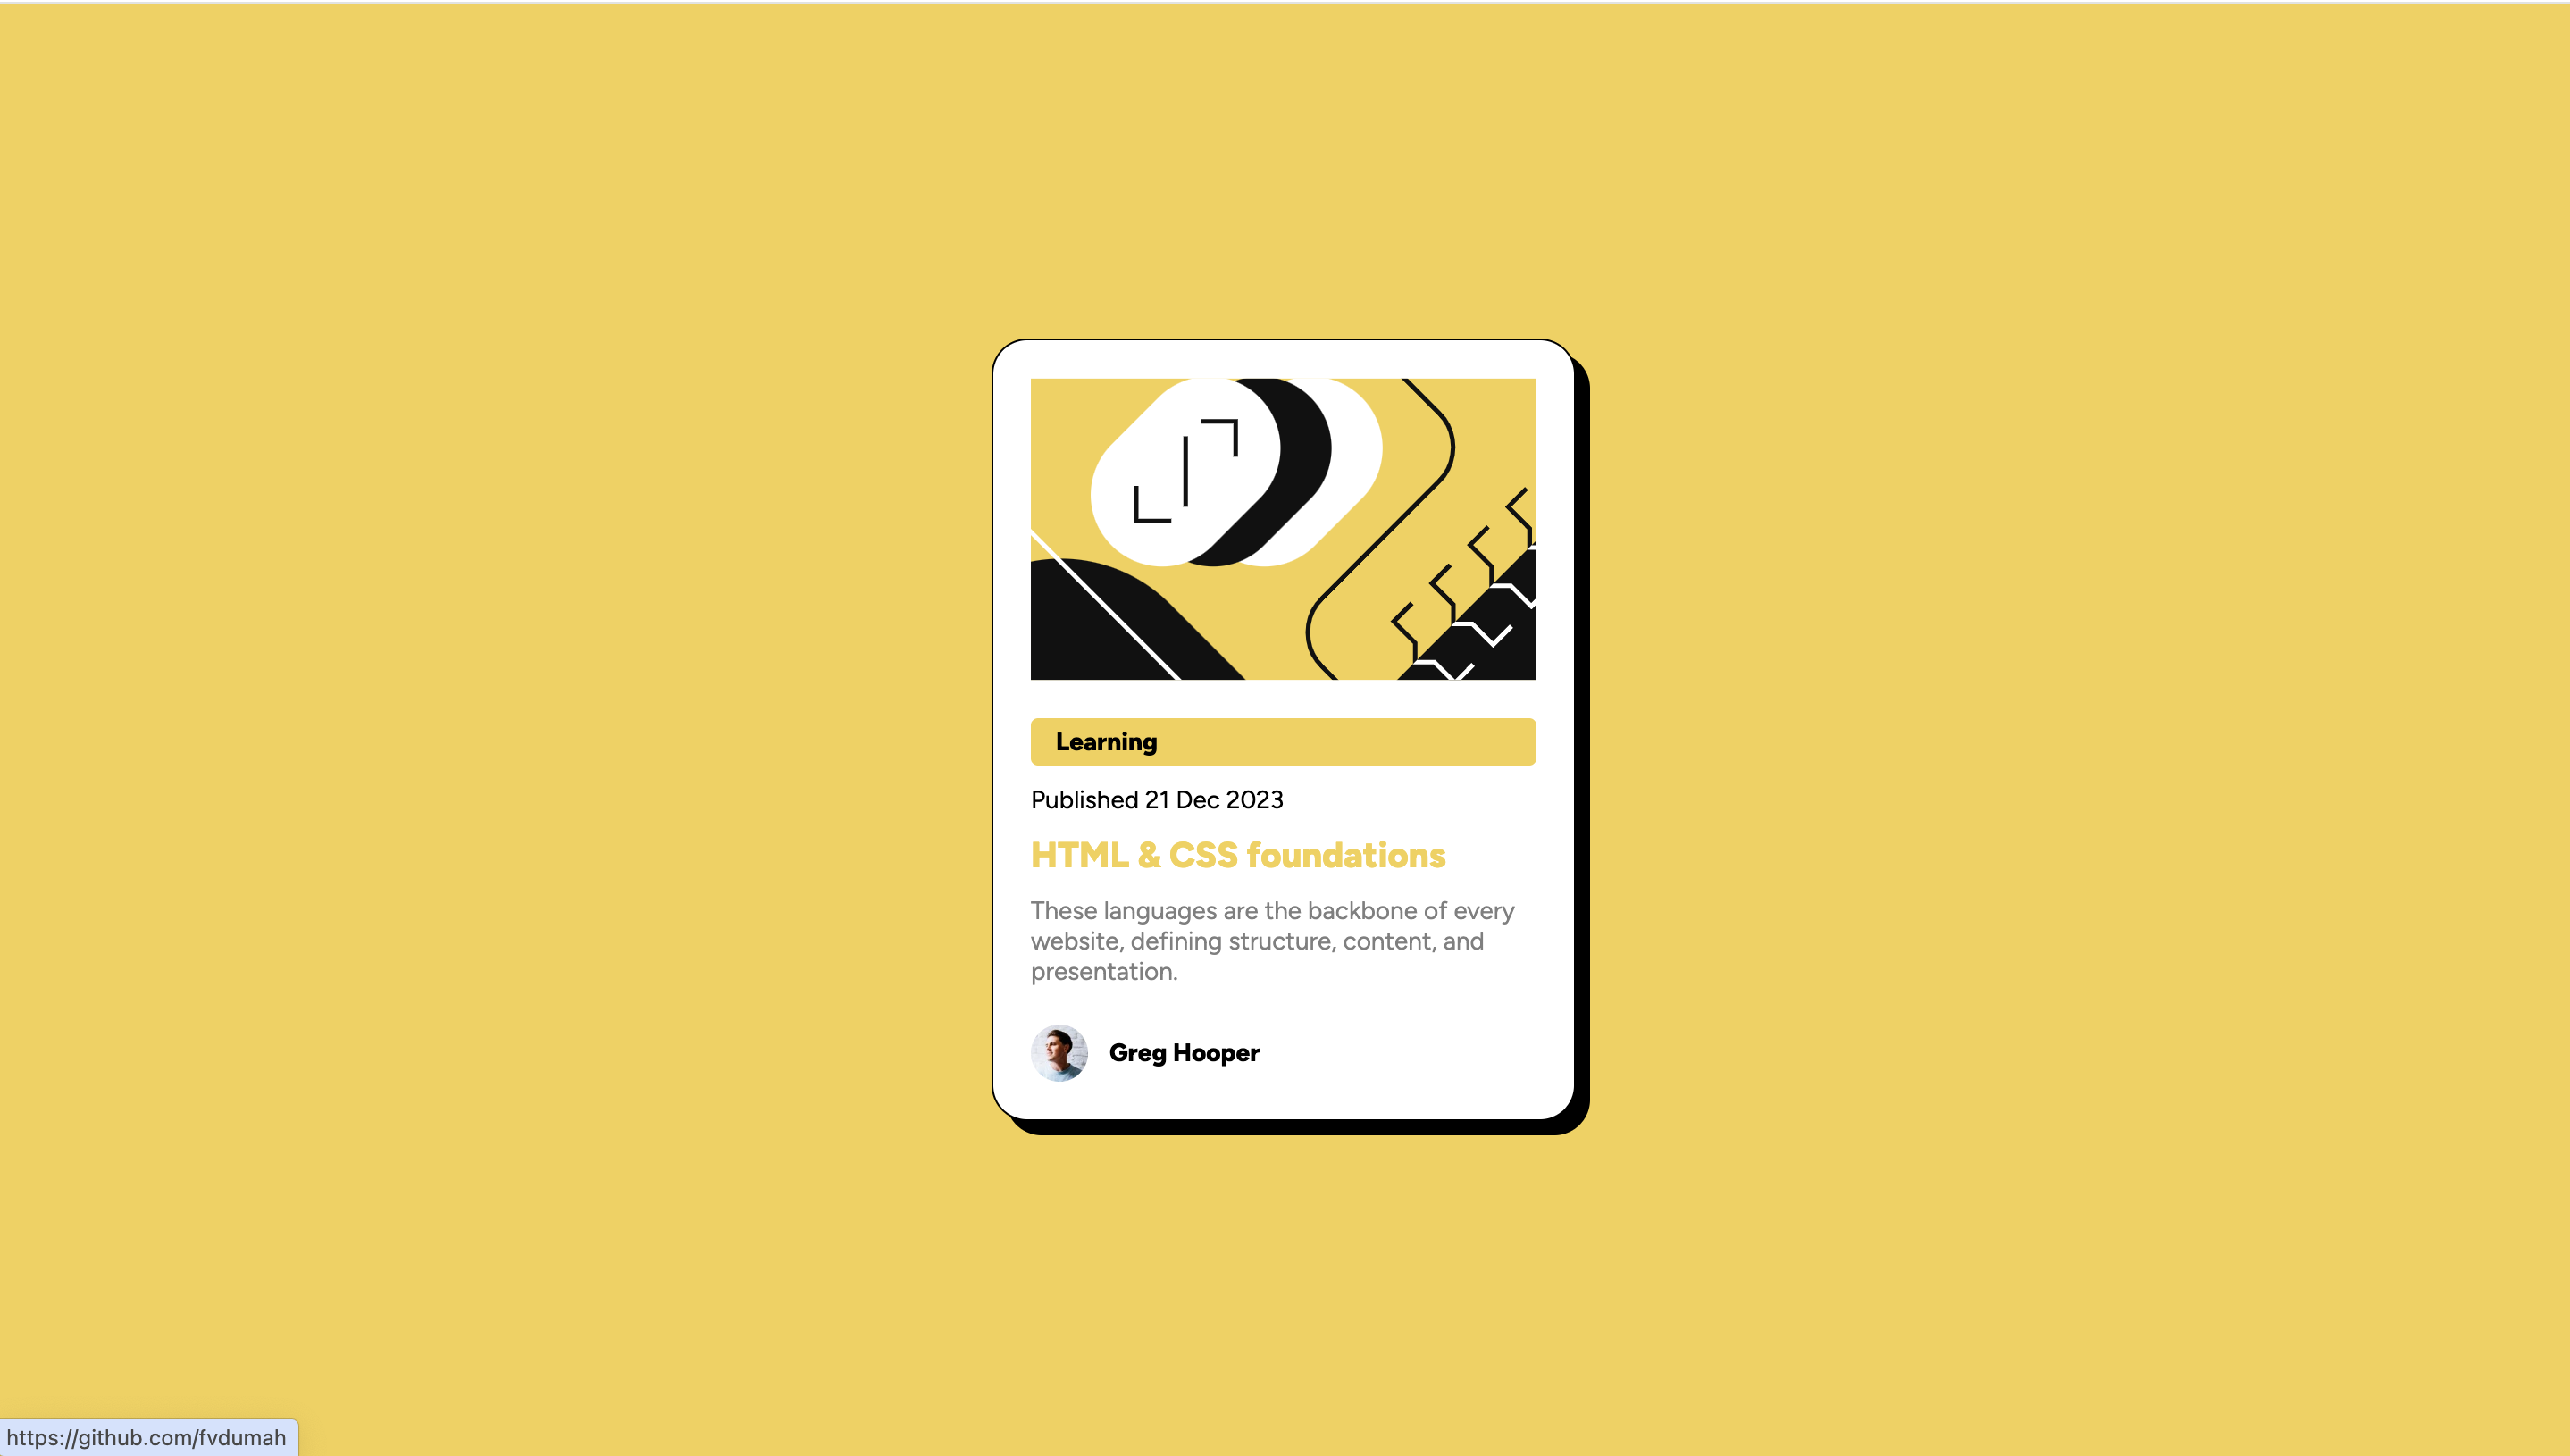 Learning
Published 21 Dec 2023
HTML & CSS foundations
These languages are the backbone of every
website, defining structure, content, and
presentation.
Greg Hooper
https://github.com/fvdumah